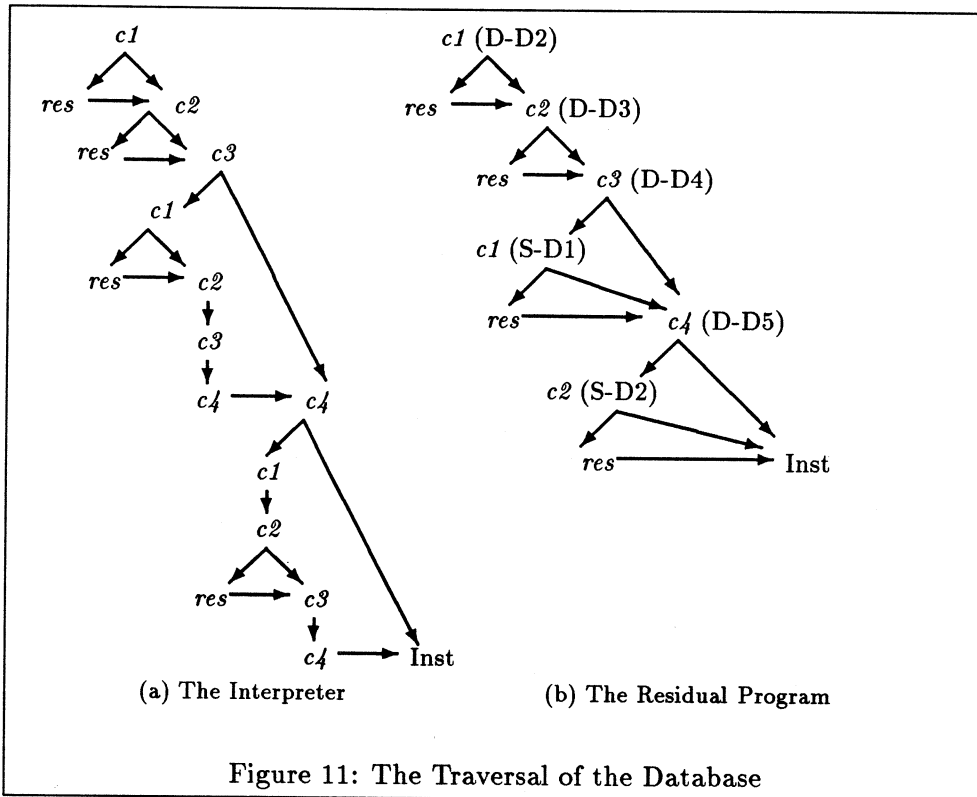 c1
res
c2
res
c3
c1
res
c2
c3
c4
c4
c1
c2
res
c3
c4
Inst
(a) The Interpreter
c1 (D-D2)
res
c2 (D-D3)
res
c3 (D-D4)
c1 (S-D1)
res
c4 (D-D5)
c2 (S-D2)
res
Inst
(b) The Residual Program
Figure 11: The Traversal of the Database